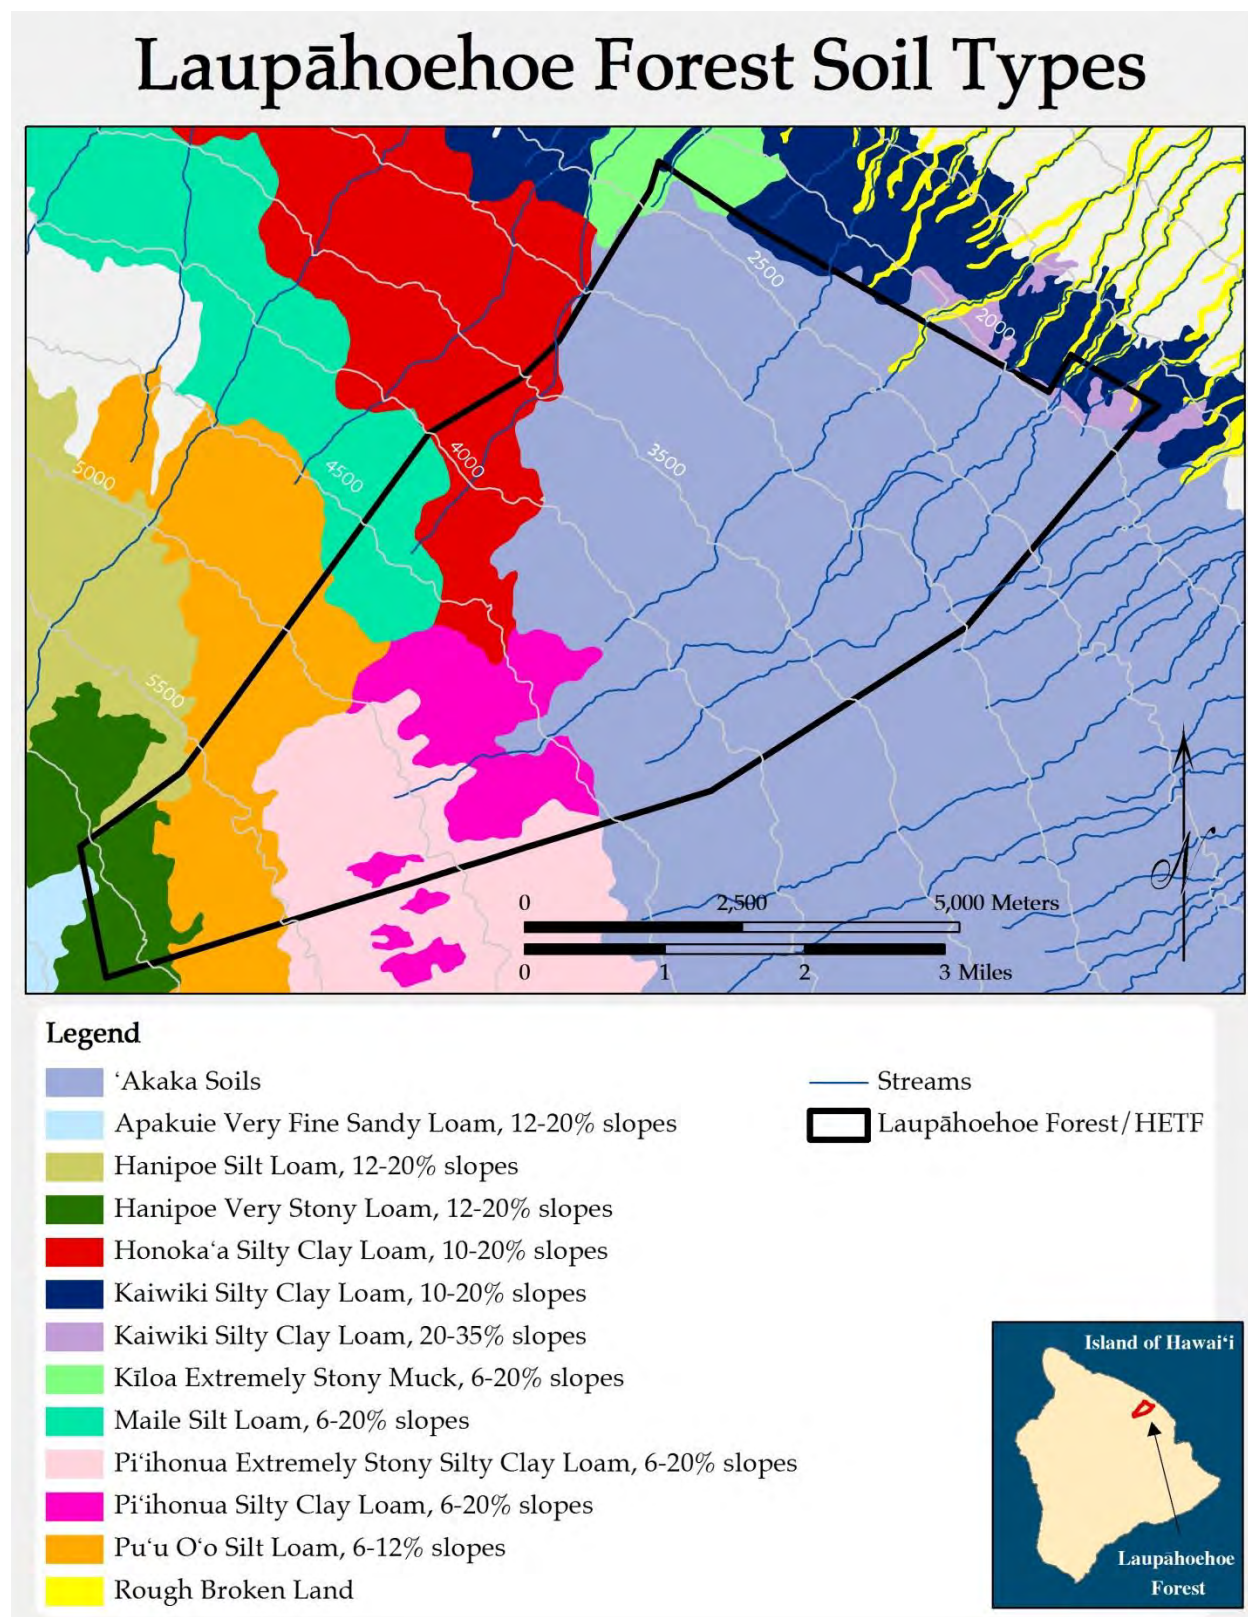 Laupāhoehoe Forest Soil Types
2500
2000
4000
3500
4500
5000
5500
0 2,500 5,000 Meters
0 1 2 3 Miles
N
Legend
ʻAkaka Soils
Apakuie Very Fine Sandy Loam, 12-20% slopes
Hanipoe Silt Loam, 12-20% slopes
Hanipoe Very Stony Loam, 12-20% slopes
Honokaʻa Silty Clay Loam, 10-20% slopes
Kaiwiki Silty Clay Loam, 10-20% slopes
Kaiwiki Silty Clay Loam, 20-35% slopes
Kīloa Extremely Stony Muck, 6-20% slopes
Maile Silt Loam, 6-20% slopes
Piʻihonua Extremely Stony Silty Clay Loam, 6-20% slopes
Piʻihonua Silty Clay Loam, 6-20% slopes
Puʻu Oʻo Silt Loam, 6-12% slopes
Rough Broken Land
Streams
Laupāhoehoe Forest/HETF
Island of Hawaiʻi
Laupāhoehoe
Forest